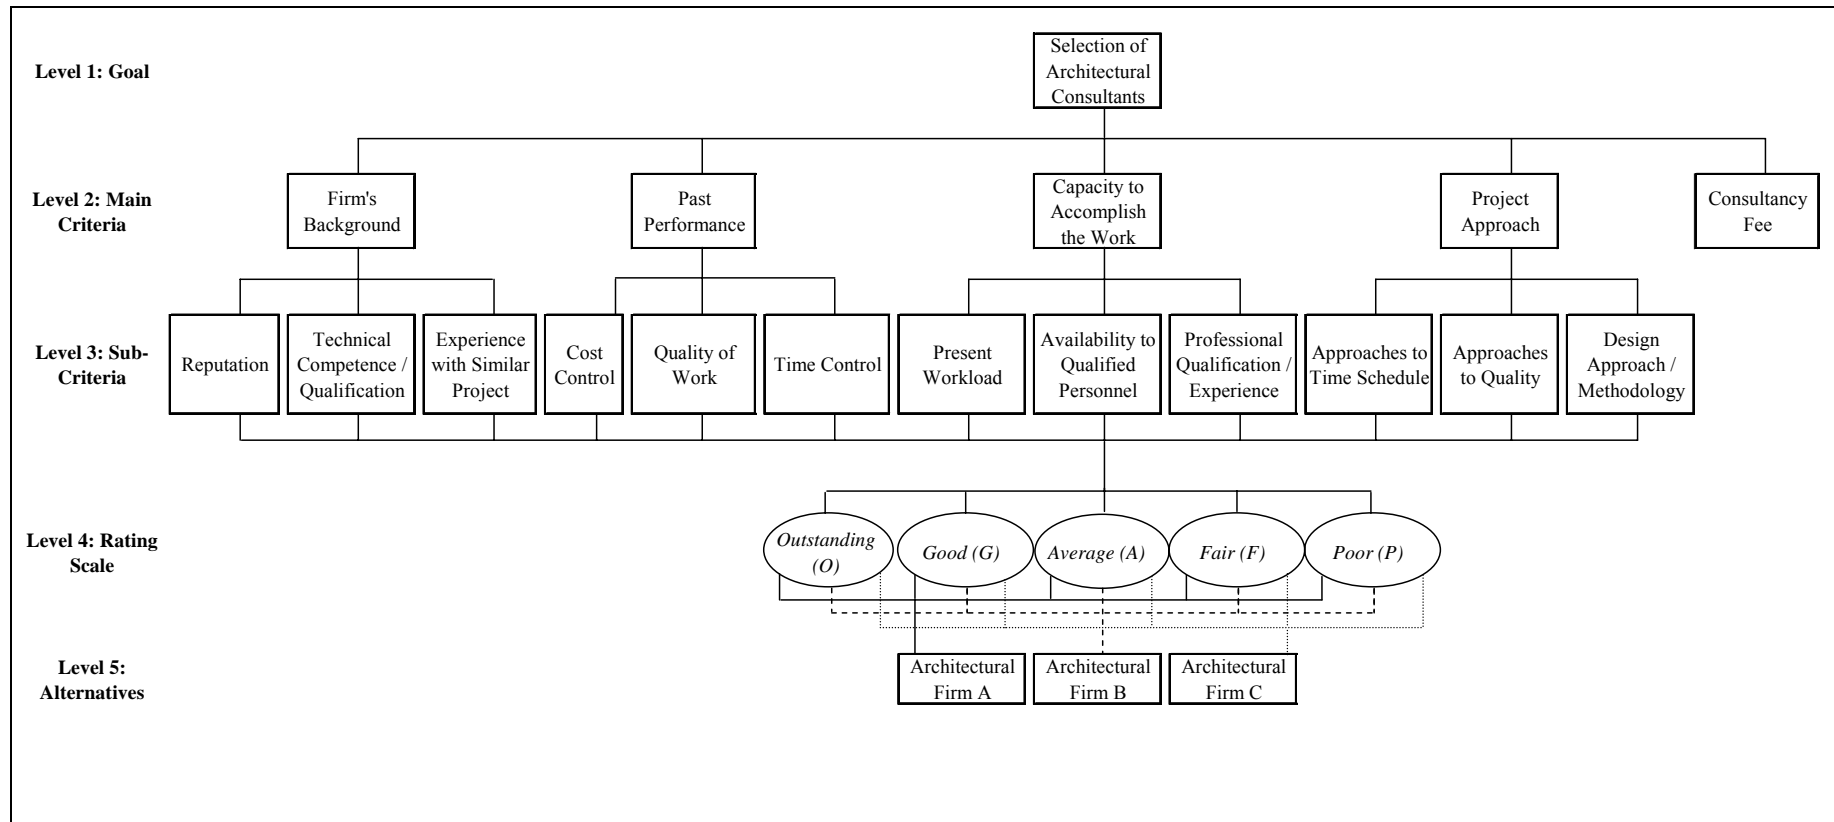 Level 1: Goal
Selection of
Architectural
Consultants
Level 2: Main
Criteria
Firm's
Background
Past
Performance
Capacity to
Accomplish
the Work
Project
Approach
Consultancy
Fee
Level 3: Sub-
Criteria
Reputation
Technical
Competence /
Qualification
Experience
with Similar
Project
Cost
Control
Quality of
Work
Time Control
Present
Workload
Availability to
Qualified
Personnel
Professional
Qualification /
Experience
Approaches to
Time Schedule
Approaches
to Quality
Design
Approach /
Methodology
Level 4: Rating
Scale
Outstanding
(O)
Good (G)
Average (A)
Fair (F)
Poor (P)
Level 5:
Alternatives
Architectural
Firm A
Architectural
Firm B
Architectural
Firm C